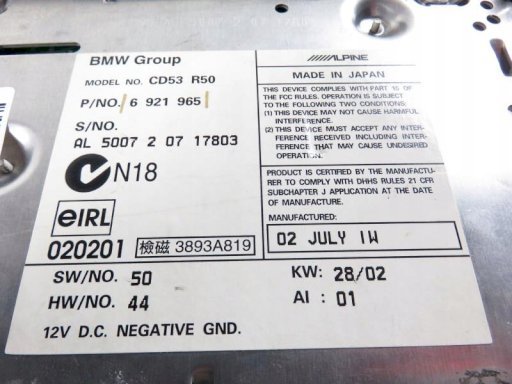 BMW Group
MODEL NO. CD53 R50
P/NO. 6 921 965
S/NO.
AL 5007 2 07 17803
N18
eIRL
020201 檢磁 3893A819
SW/NO. 50
HW/NO. 44
12V D.C. NEGATIVE GND.
ALPINE
MADE IN JAPAN
THIS DEVICE COMPLIES WITH PART 15 OF
THE FCC RULES. OPERATION IS SUBJECT TO
THE FOLLOWING TWO CONDITIONS:
(1) THIS DEVICE MAY NOT CAUSE HARMFUL
INTERFERENCE.
(2) THIS DEVICE MUST ACCEPT ANY INTER-
FERENCE RECEIVED INCLUDING INTER-
FERENCE THAT MAY CAUSE UNDESIRED
OPERATION.
PRODUCT IS CERTIFIED BY THE MANUFACTU-
RER TO COMPLY WITH DHHS RULES 21 CFR
SUBCHAPTER J APPLICATION AT THE DATE
OF MANUFACTURE.
MANUFACTURED:
02 JULY IW
KW: 28/02
AI : 01